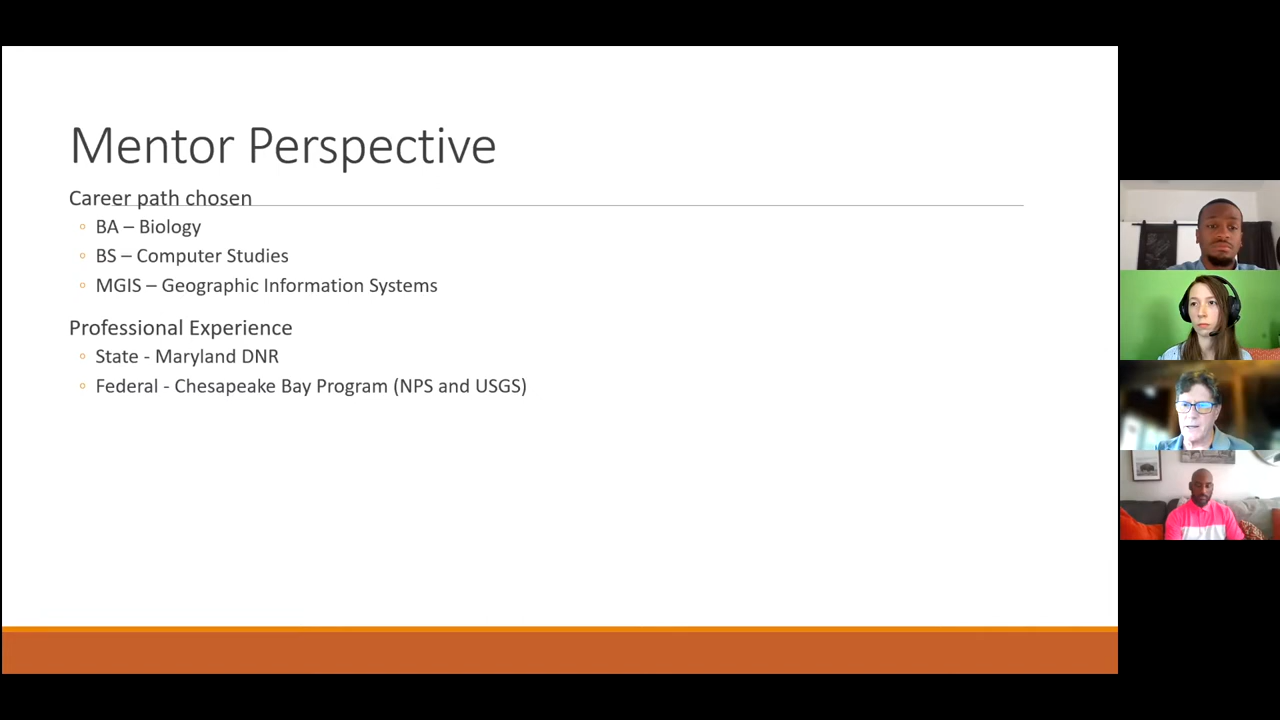 Mentor Perspective
Career path chosen
BA – Biology
BS – Computer Studies
MGIS – Geographic Information Systems
Professional Experience
State - Maryland DNR
Federal - Chesapeake Bay Program (NPS and USGS)